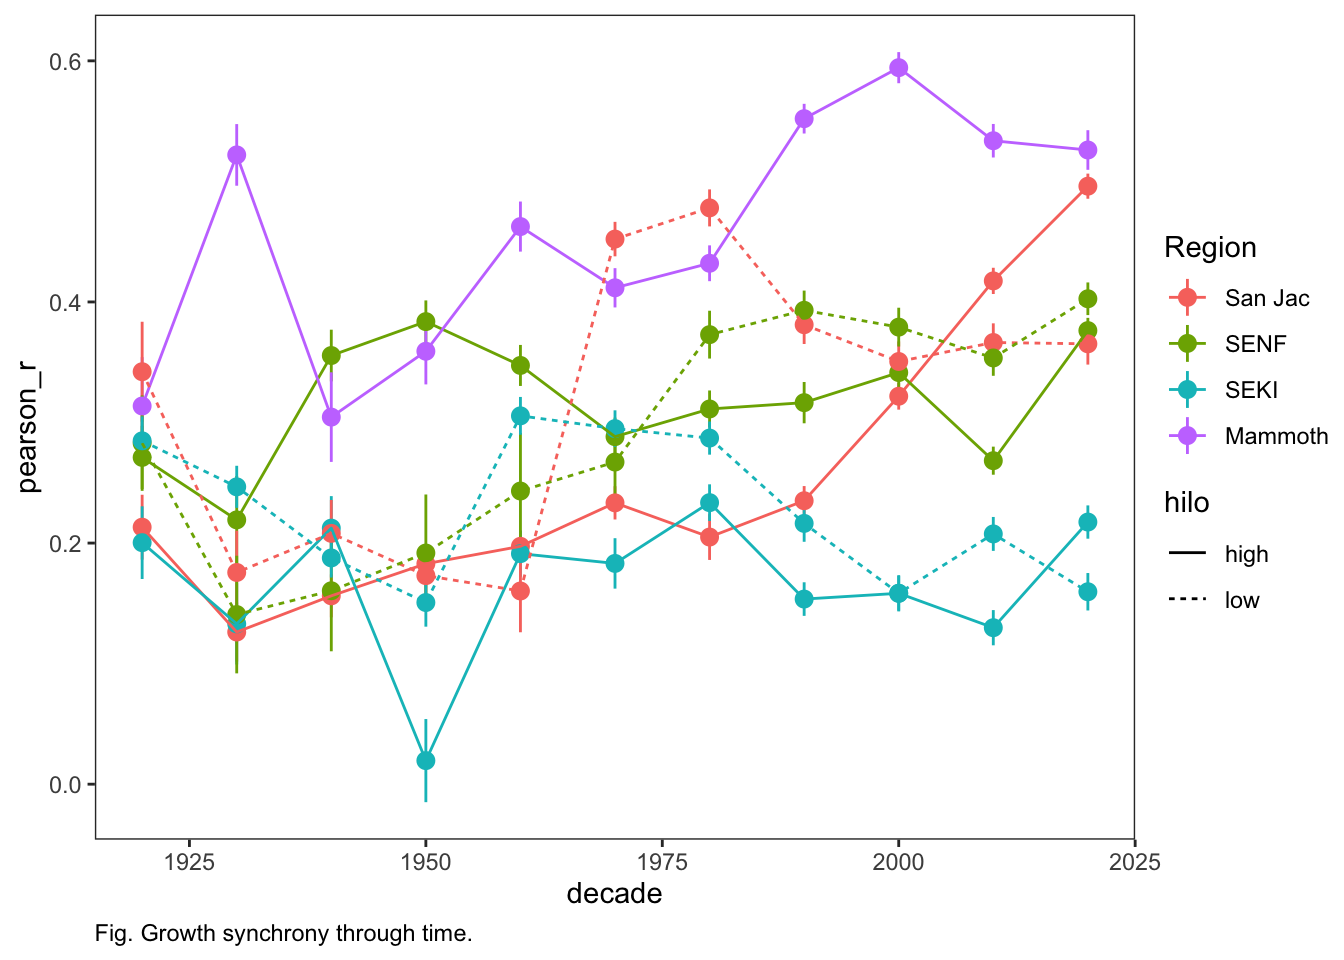 0.6
0.4
0.2
0.0
pearson_r
1925
1950
1975
2000
2025
decade
Region
San Jac
SENF
SEKI
Mammoth
hilo
high
low
Fig. Growth synchrony through time.